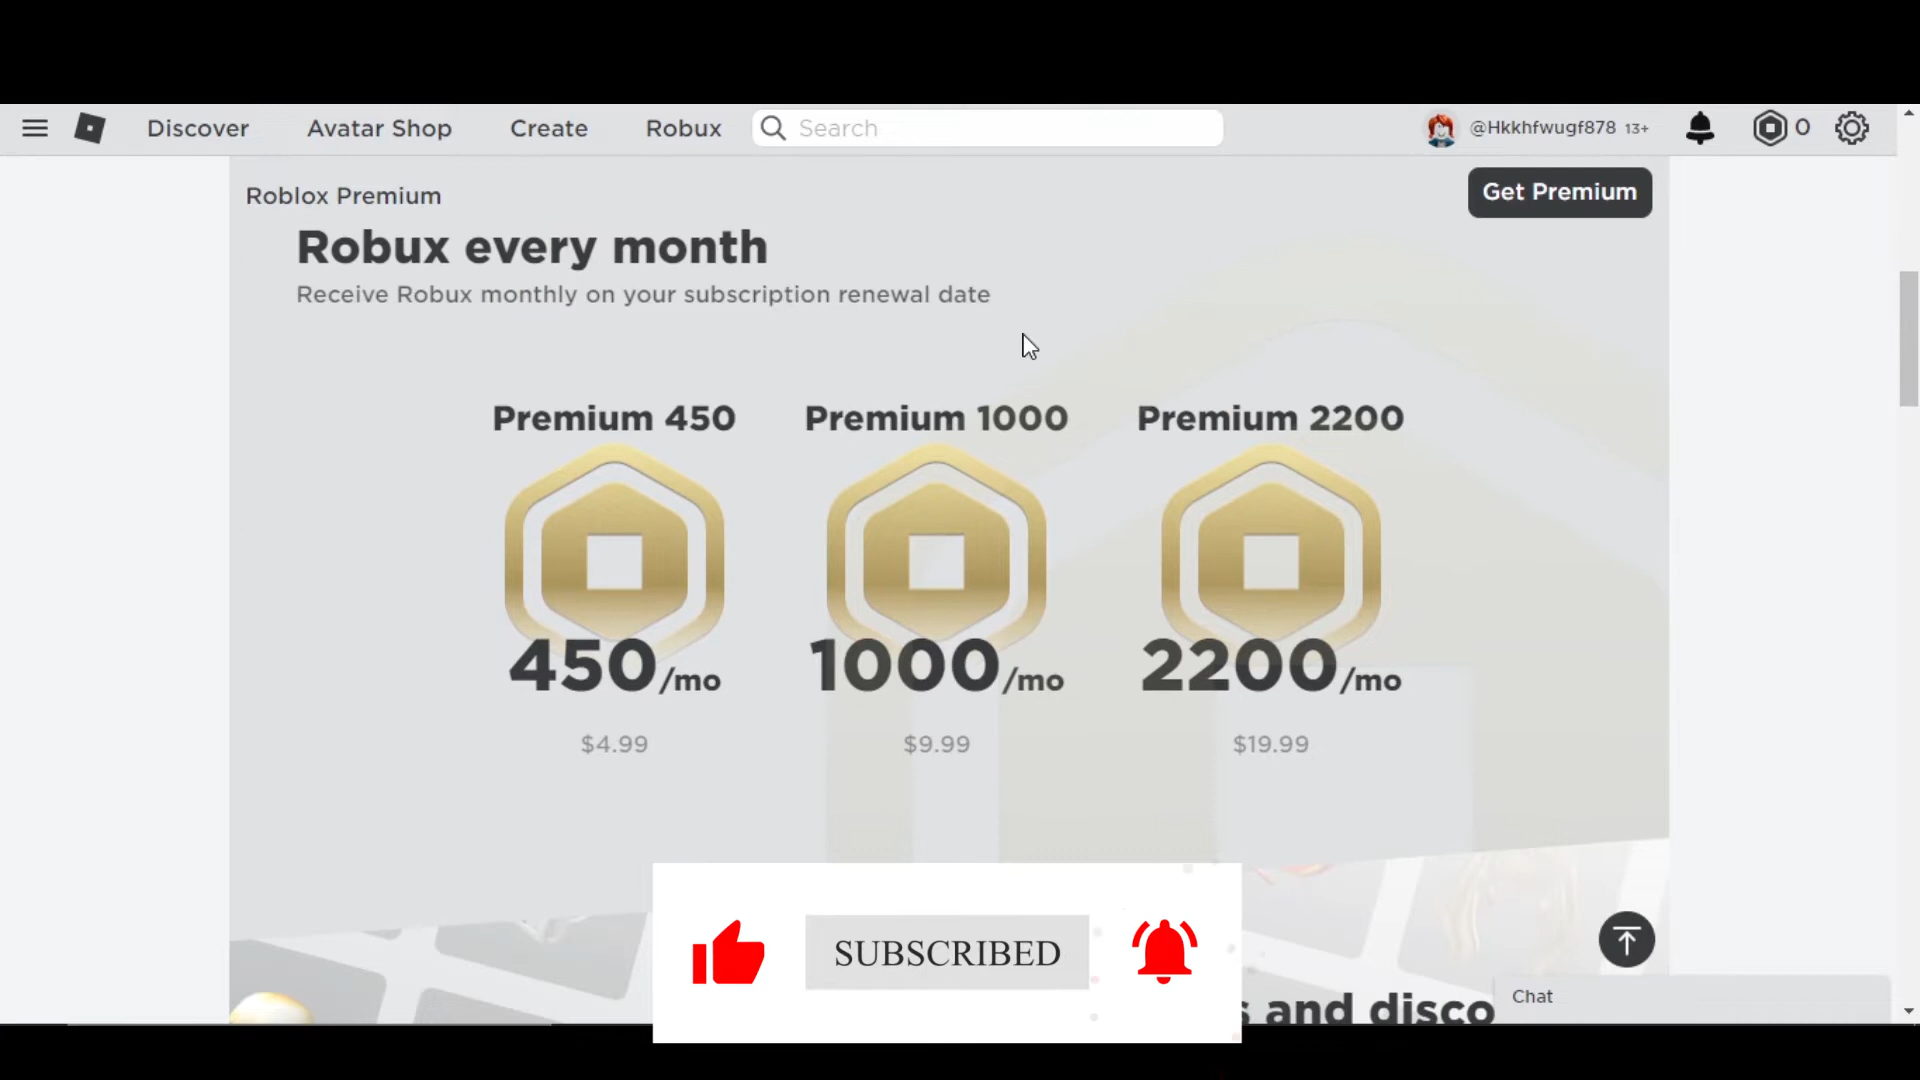 Discover Avatar Shop Create Robux Search @Hkkhfwugf878 13+ 0
Roblox Premium Get Premium
Robux every month
Receive Robux monthly on your subscription renewal date
Premium 450 Premium 1000 Premium 2200
450/mo 1000/mo 2200/mo
$4.99 $9.99 $19.99
SUBSCRIBED
Chat
and disco